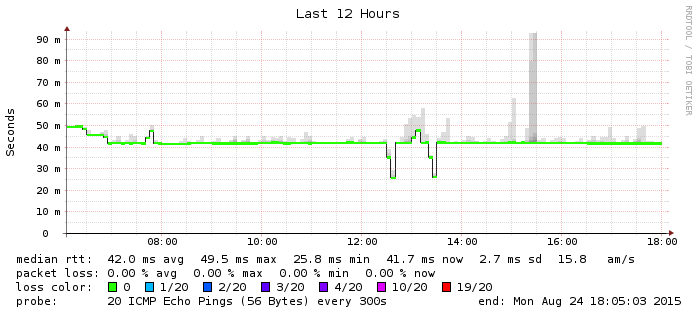 Last 12 Hours
RRDTOOL / TOBI OETIKER
Seconds
90 m
80 m
70 m
60 m
50 m
40 m
30 m
20 m
10 m
0
08:00 10:00 12:00 14:00 16:00 18:00
median rtt: 42.0 ms avg 49.5 ms max 25.8 ms min 41.7 ms now 2.7 ms sd 15.8 am/s
packet loss: 0.00 % avg 0.00 % max 0.00 % min 0.00 % now
loss color: 0 1/20 2/20 3/20 4/20 10/20 19/20
probe: 20 ICMP Echo Pings (56 Bytes) every 300s end: Mon Aug 24 18:05:03 2015